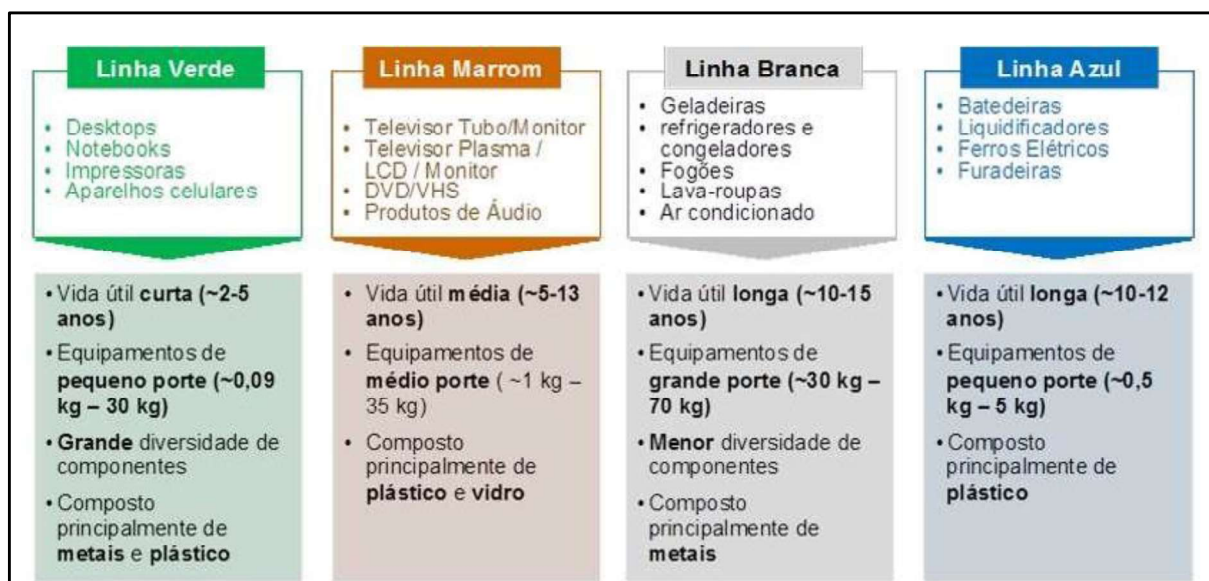 Linha Verde
• Desktops
• Notebooks
• Impressoras
• Aparelhos celulares
• Vida útil curta (~2-5
anos)
• Equipamentos de
pequeno porte (~0,09
kg – 30 kg)
• Grande diversidade de
componentes
• Composto
principalmente de
metais e plástico
Linha Marrom
• Televisor Tubo/Monitor
• Televisor Plasma /
LCD / Monitor
• DVD/VHS
• Produtos de Áudio
• Vida útil média (~5-13
anos)
• Equipamentos de
médio porte ( ~1 kg –
35 kg)
• Composto
principalmente de
plástico e vidro
Linha Branca
• Geladeiras
• refrigeradores e
congeladores
• Fogões
• Lava-roupas
• Ar condicionado
• Vida útil longa (~10-15
anos)
• Equipamentos de
grande porte (~30 kg –
70 kg)
• Menor diversidade de
componentes
• Composto
principalmente de
metais
Linha Azul
• Batedeiras
• Liquidificadores
• Ferros Elétricos
• Furadeiras
• Vida útil longa (~10-12
anos)
• Equipamentos de
pequeno porte (~0,5
kg – 5 kg)
• Composto
principalmente de
plástico